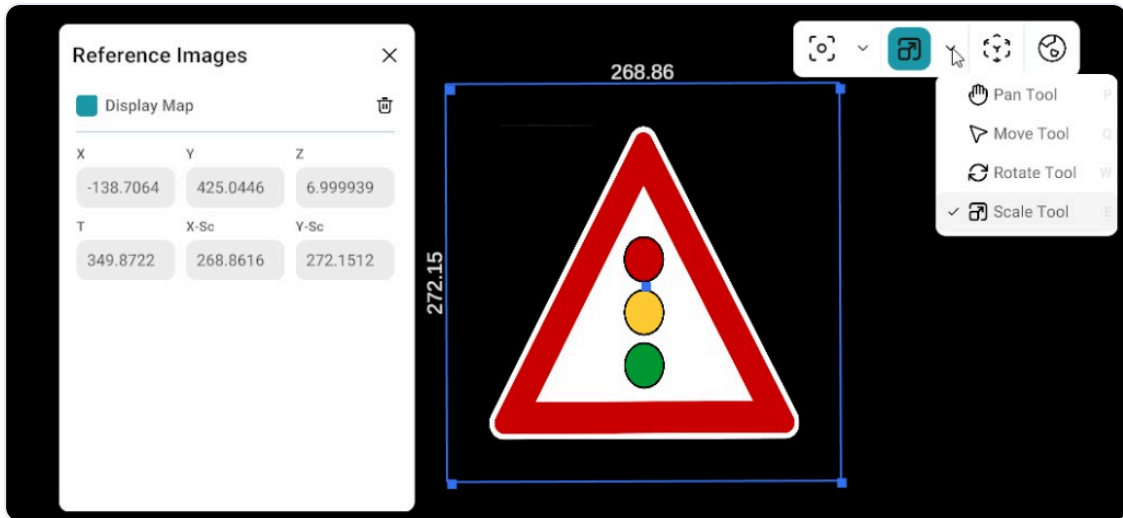 Reference Images
Display Map
X Y Z
-138.7064 425.0446 6.999939
T X-Sc Y-Sc
349.8722 268.8616 272.1512
268.86
272.15
Pan Tool P
Move Tool Q
Rotate Tool W
Scale Tool E